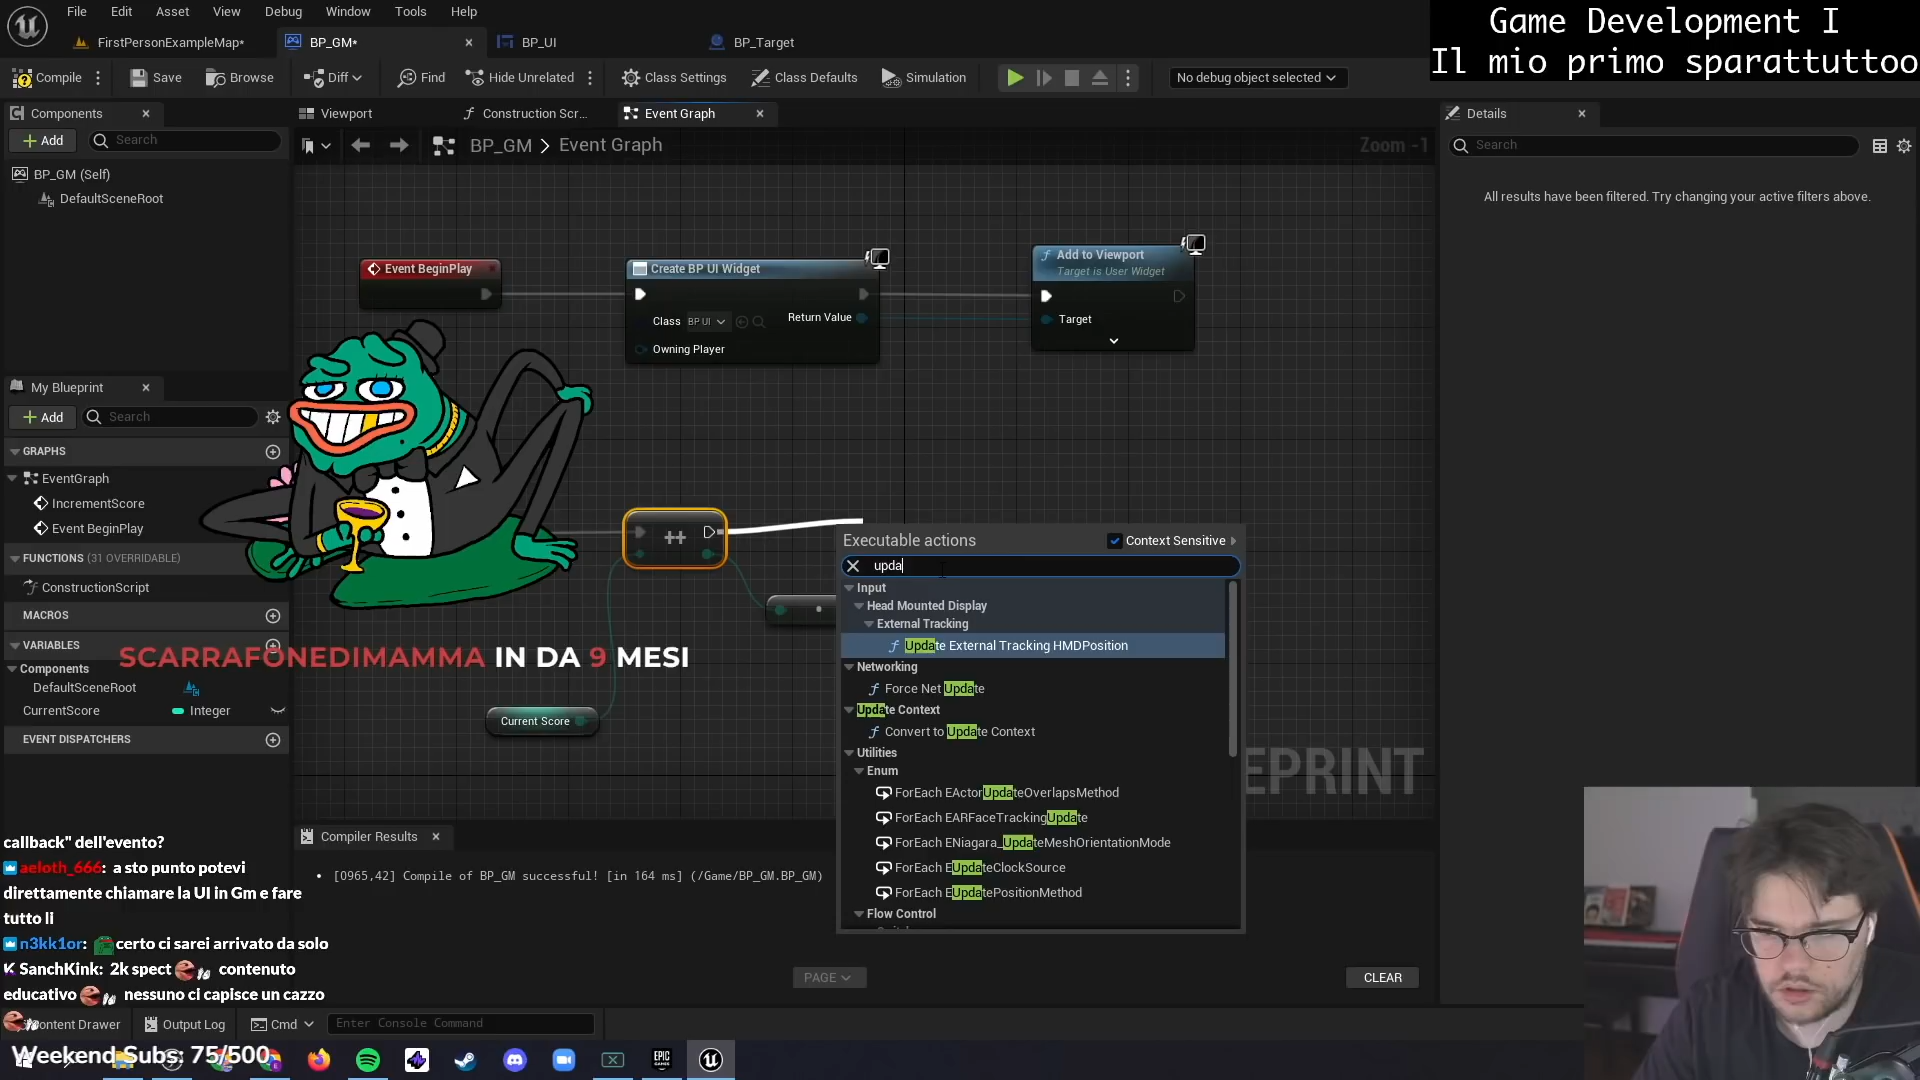 File Edit Asset View Debug Window Tools Help
Game Development I
Il mio primo sparattuttoo
FirstPersonExampleMap* BP_GM* BP_UI BP_Target
Compile Save Browse Diff Find Hide Unrelated Class Settings Class Defaults Simulation No debug object selected
Components Viewport Construction Scr... Event Graph Details
Add Search BP_GM > Event Graph Zoom -1 Search
BP_GM (Self)
DefaultSceneRoot
All results have been filtered. Try changing your active filters above.
Event BeginPlay
Create BP UI Widget
Class BP UI Return Value
Owning Player
Add to Viewport
Target is User Widget
Target
My Blueprint
Add Search
GRAPHS
EventGraph
IncrementScore
Event BeginPlay
FUNCTIONS (31 OVERRIDABLE)
ConstructionScript
MACROS
VARIABLES
Components
DefaultSceneRoot
CurrentScore Integer
EVENT DISPATCHERS
SCARRAFONEDIMAMMA IN DA 9 MESI
++
Current Score
Executable actions Context Sensitive
upda
Input
Head Mounted Display
External Tracking
Update External Tracking HMDPosition
Networking
Force Net Update
Update Context
Convert to Update Context
Utilities
Enum
ForEach EActorUpdateOverlapsMethod
ForEach EARFaceTrackingUpdate
ForEach ENiagara_UpdateMeshOrientationMode
ForEach EUpdateClockSource
ForEach EUpdatePositionMethod
Flow Control
EPRINT
Compiler Results
[0965,42] Compile of BP_GM successful! [in 164 ms] (/Game/BP_GM.BP_GM)
PAGE CLEAR
callback" dell'evento?
aeloth_666: a sto punto potevi
direttamente chiamare la UI in Gm e fare
tutto li
n3kk1or: certo ci sarei arrivato da solo
SanchKink: 2k spect contenuto
educativo nessuno ci capisce un cazzo
ontent Drawer Output Log Cmd Enter Console Command
Weekend Subs: 75/500
EPIC GAMES